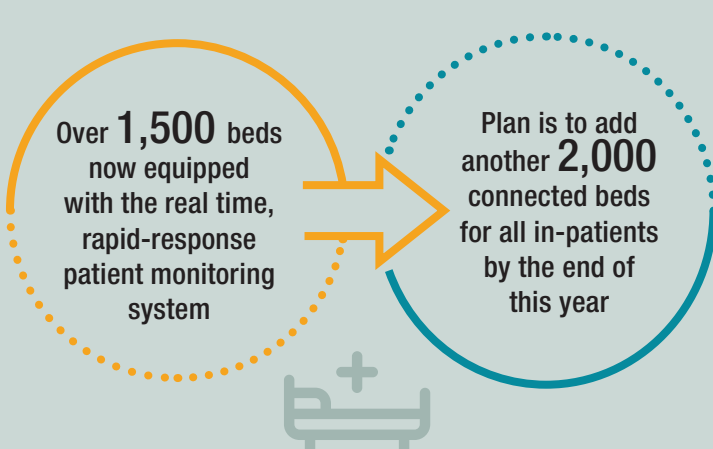 Over 1,500 beds
now equipped
with the real time,
rapid-response
patient monitoring
system
Plan is to add
another 2,000
connected beds
for all in-patients
by the end of
this year